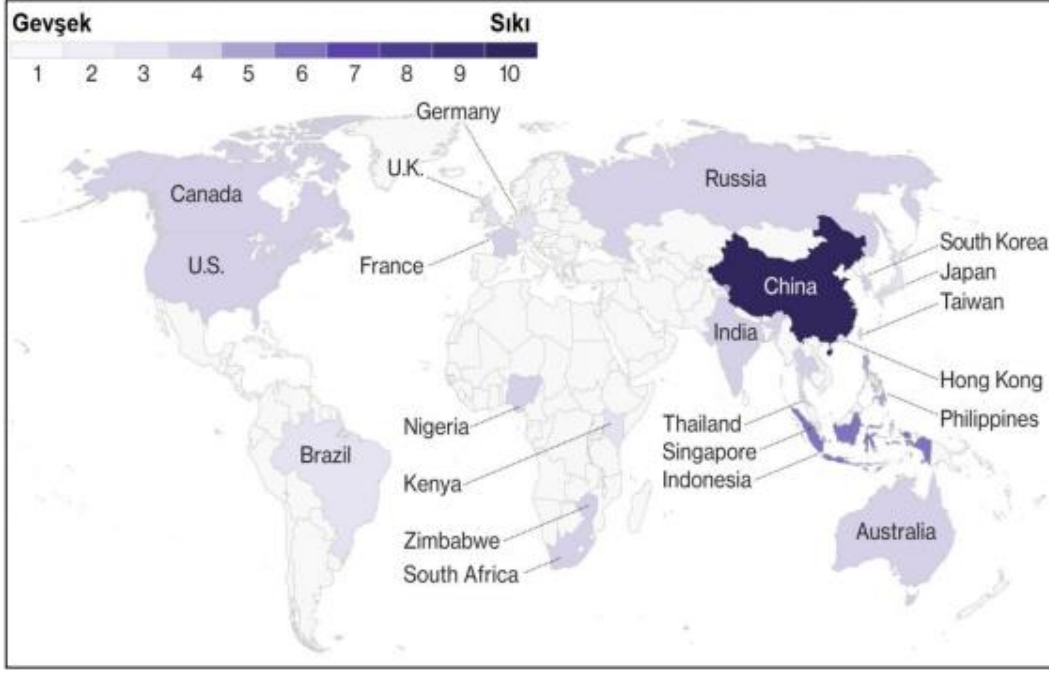 Gevşek Sıkı
1 2 3 4 5 6 7 8 9 10
Germany
U.K.
Canada
Russia
U.S.
France
South Korea
Japan
China
Taiwan
India
Hong Kong
Nigeria
Thailand
Philippines
Brazil
Singapore
Kenya
Indonesia
Zimbabwe
Australia
South Africa